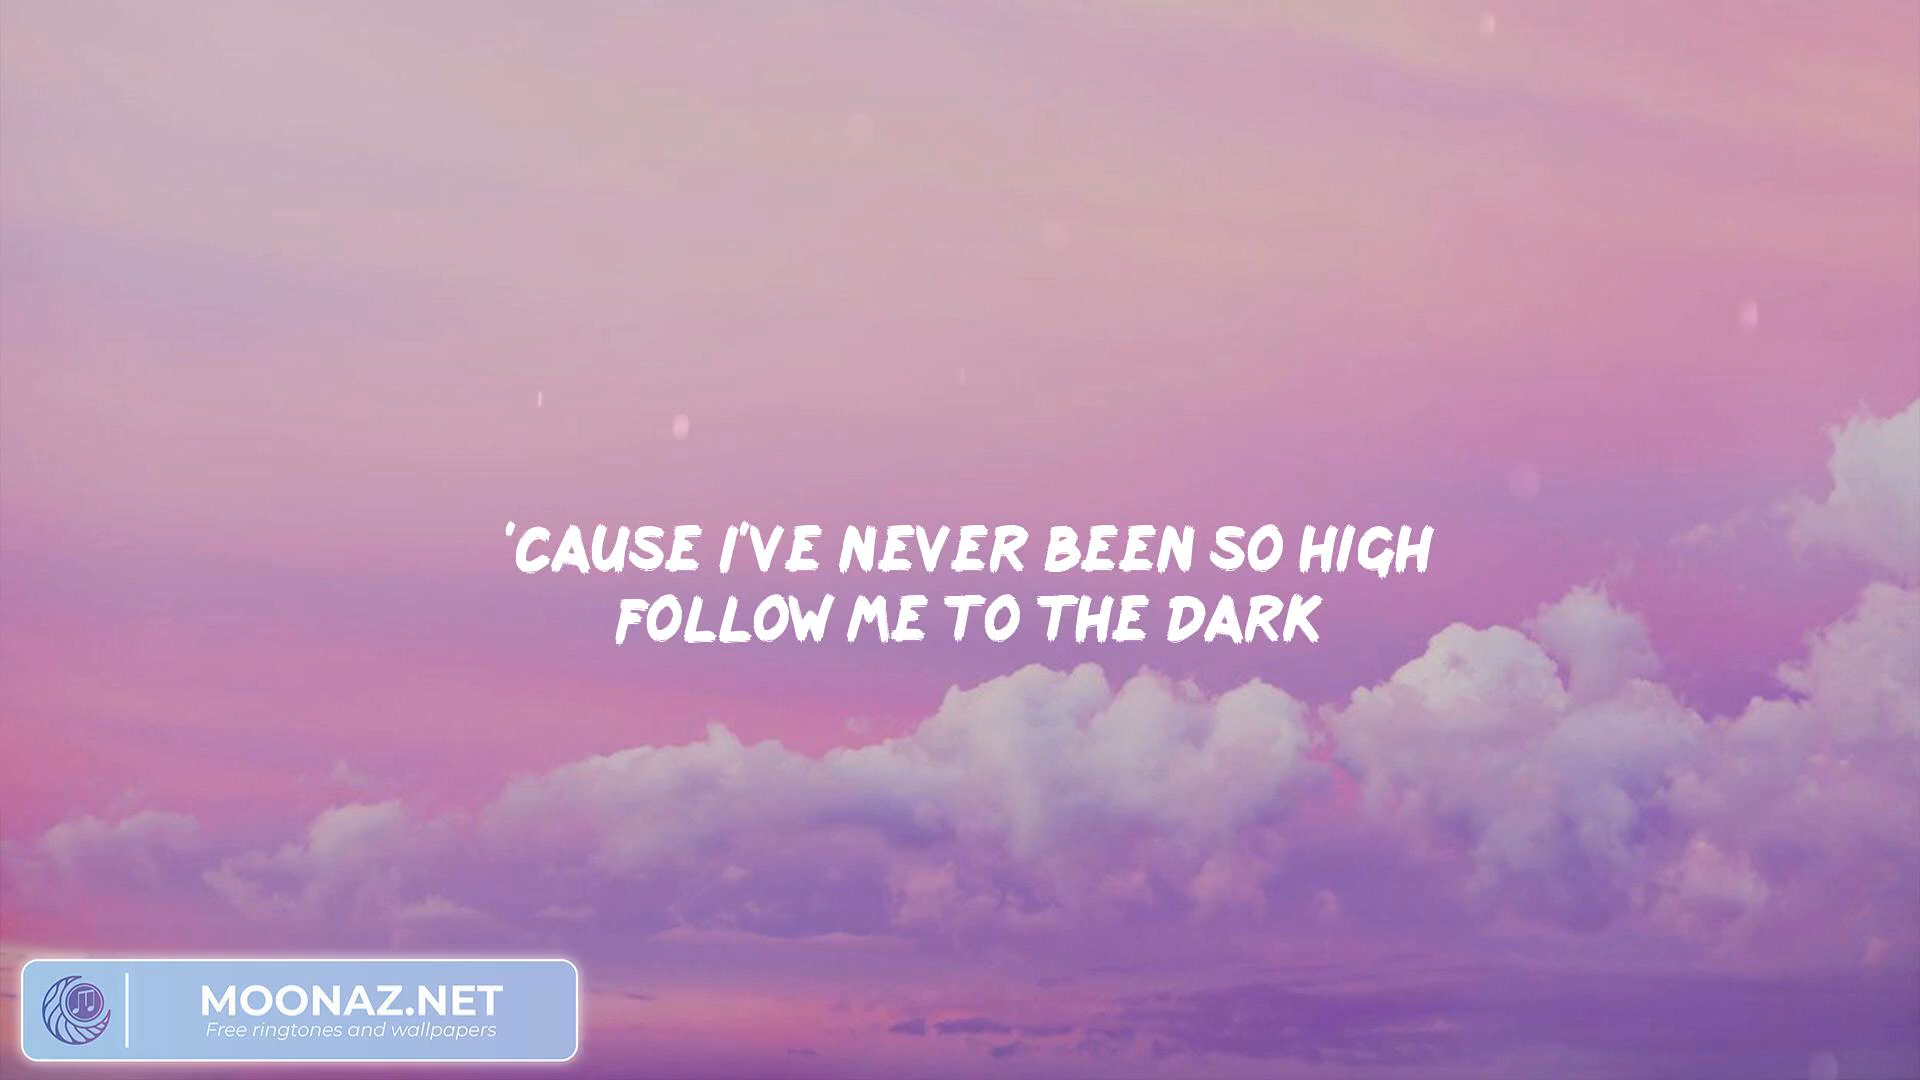 'CAUSE I'VE NEVER BEEN SO HIGH
FOLLOW ME TO THE DARK
MOONAZ.NET
Free ringtones and wallpapers